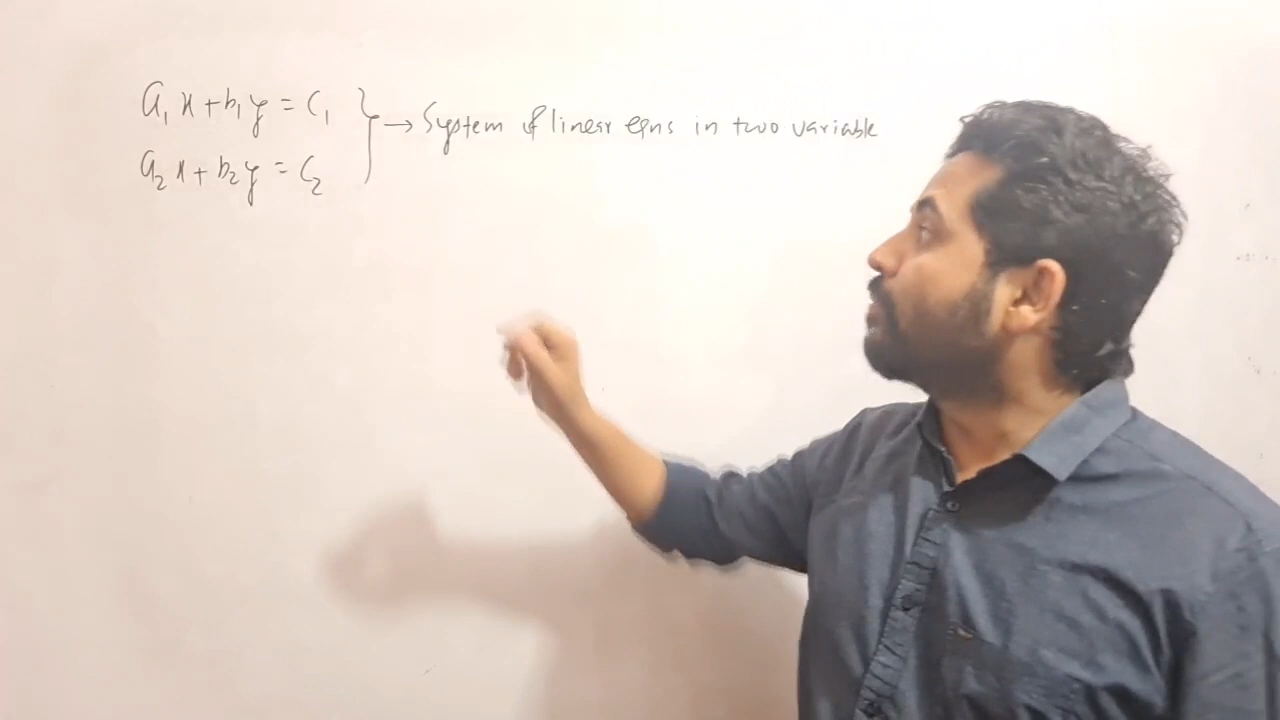 a₁x + b₁y = c₁
a₂x + b₂y = c₂
} → System of linear eqns in two variable